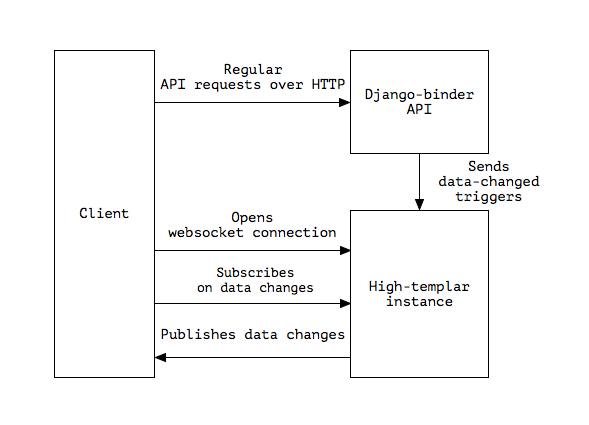 Regular
API requests over HTTP
Django-binder
API
Sends
data-changed
triggers
Client
Opens
websocket connection
Subscribes
on data changes
High-templar
instance
Publishes data changes